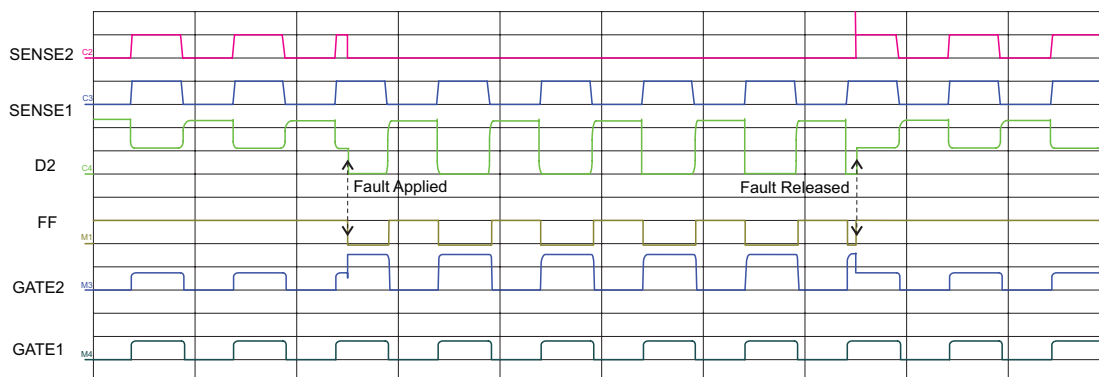 SENSE2 C2
SENSE1 C3
D2 C4
Fault Applied
Fault Released
FF M1
GATE2 M3
GATE1 M4